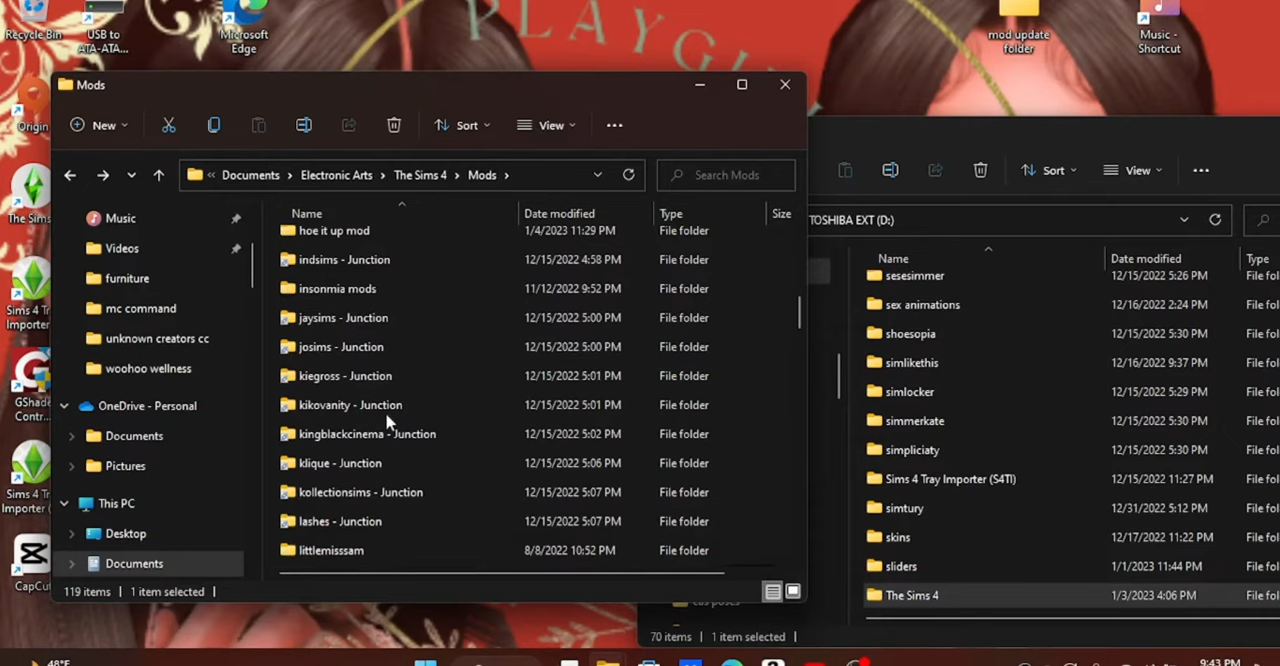 PLAYG
Recycle Bin
USB to
ATA-ATA...
Microsoft
Edge
mod update
folder
Music -
Shortcut
Origin
The Sims
Sims 4 Tray
Importer
GShade
Contr...
Sims 4 Tray
Importer (
CapCut
Mods
New
Sort
View
Documents > Electronic Arts > The Sims 4 > Mods >
Search Mods
Music
Videos
furniture
mc command
unknown creators cc
woohoo wellness
OneDrive - Personal
Documents
Pictures
This PC
Desktop
Documents
Name Date modified Type Size
hoe it up mod 1/4/2023 11:29 PM File folder
indsims - Junction 12/15/2022 4:58 PM File folder
insonmia mods 11/12/2022 9:52 PM File folder
jaysims - Junction 12/15/2022 5:00 PM File folder
josims - Junction 12/15/2022 5:00 PM File folder
kiegross - Junction 12/15/2022 5:01 PM File folder
kikovanity - Junction 12/15/2022 5:01 PM File folder
kingblackcinema - Junction 12/15/2022 5:02 PM File folder
klique - Junction 12/15/2022 5:06 PM File folder
kollectionsims - Junction 12/15/2022 5:07 PM File folder
lashes - Junction 12/15/2022 5:07 PM File folder
littlemisssam 8/8/2022 10:52 PM File folder
119 items 1 item selected
Sort
View
TOSHIBA EXT (D:)
Name Date modified Type
sesesimmer 12/15/2022 5:26 PM File fol
sex animations 12/16/2022 2:24 PM File fol
shoesopia 12/15/2022 5:30 PM File fol
simlikethis 12/16/2022 9:37 PM File fol
simlocker 12/15/2022 5:29 PM File fol
simmerkate 12/15/2022 5:30 PM File fol
simpliciaty 12/15/2022 5:30 PM File fol
Sims 4 Tray Importer (S4TI) 12/15/2022 11:27 PM File fol
simtury 12/31/2022 5:12 PM File fol
skins 12/17/2022 11:22 PM File fol
sliders 1/1/2023 11:44 PM File fol
The Sims 4 1/3/2023 4:06 PM File fol
70 items 1 item selected
48°F
9:43 PM